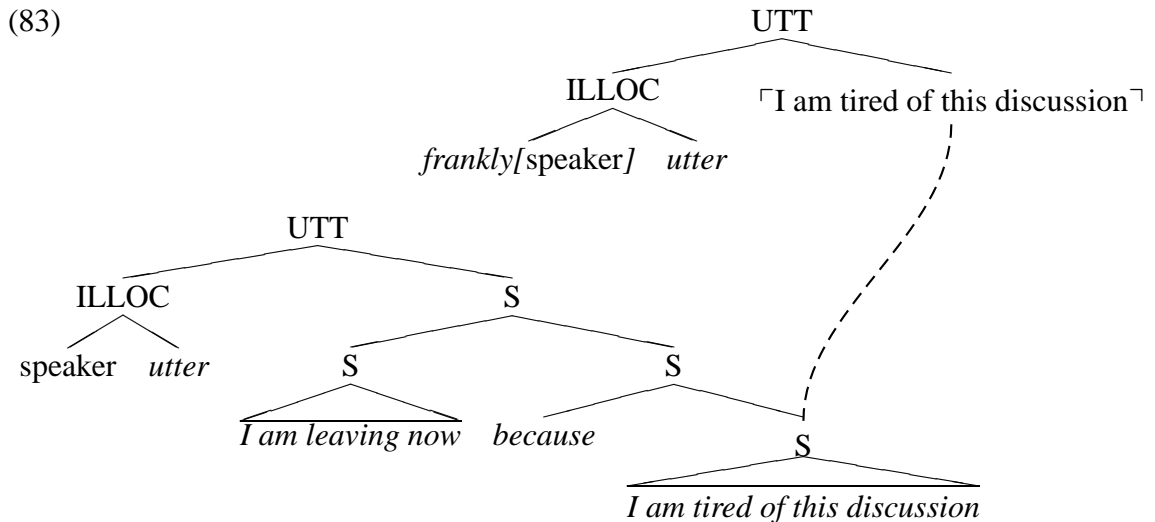 (83)
UTT
ILLOC
⌜I am tired of this discussion⌝
frankly[speaker] utter
UTT
ILLOC
S
speaker utter
S
S
I am leaving now because
S
I am tired of this discussion